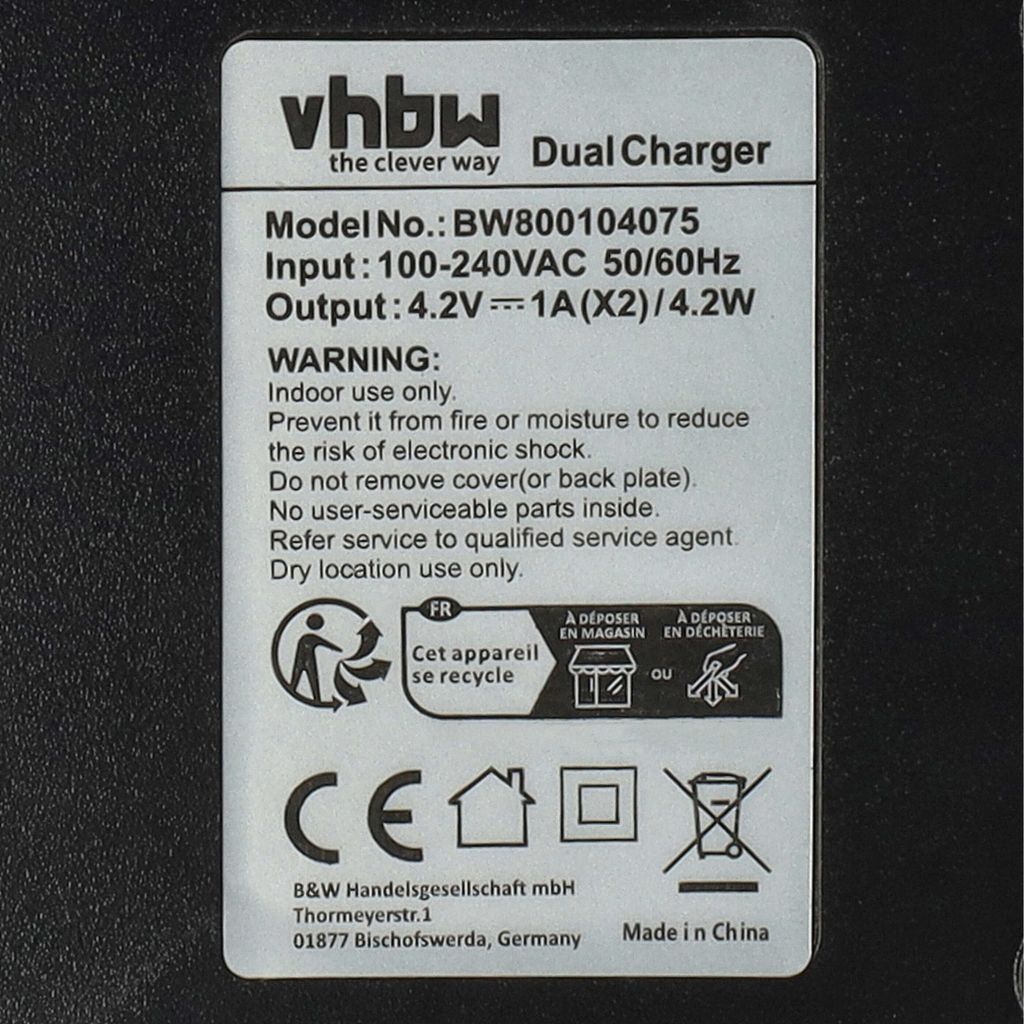 vhbw
the clever way
Dual Charger
Model No.: BW800104075
Input: 100-240VAC 50/60Hz
Output: 4.2V⎓1A(X2)/4.2W
WARNING:
Indoor use only.
Prevent it from fire or moisture to reduce
the risk of electronic shock.
Do not remove cover(or back plate).
No user-serviceable parts inside.
Refer service to qualified service agent.
Dry location use only.
FR
Cet appareil
se recycle
À DÉPOSER
EN MAGASIN
OU
À DÉPOSER
EN DÉCHÈTERIE
CE
B&W Handelsgesellschaft mbH
Thormeyerstr.1
01877 Bischofswerda, Germany
Made in China